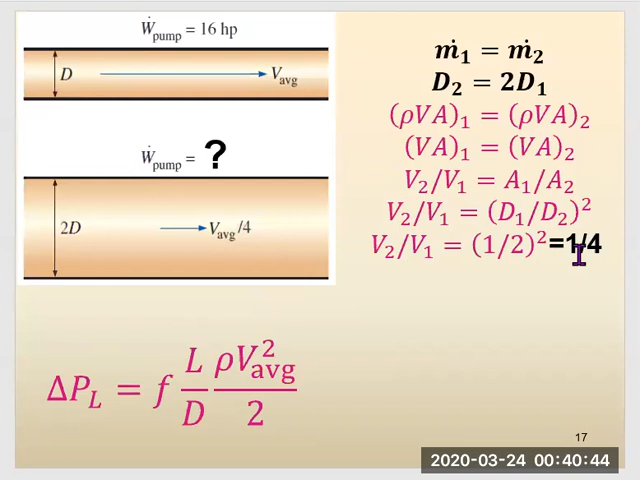 Ẇpump = 16 hp
D
Vavg
Ẇpump = ?
2D
Vavg/4
ṁ₁ = ṁ₂
D₂ = 2D₁
(ρVA)₁ = (ρVA)₂
(VA)₁ = (VA)₂
V₂/V₁ = A₁/A₂
V₂/V₁ = (D₁/D₂)²
V₂/V₁ = (1/2)²=1/4
ΔP_L = f L/D ρV²avg/2
17
2020-03-24 00:40:44